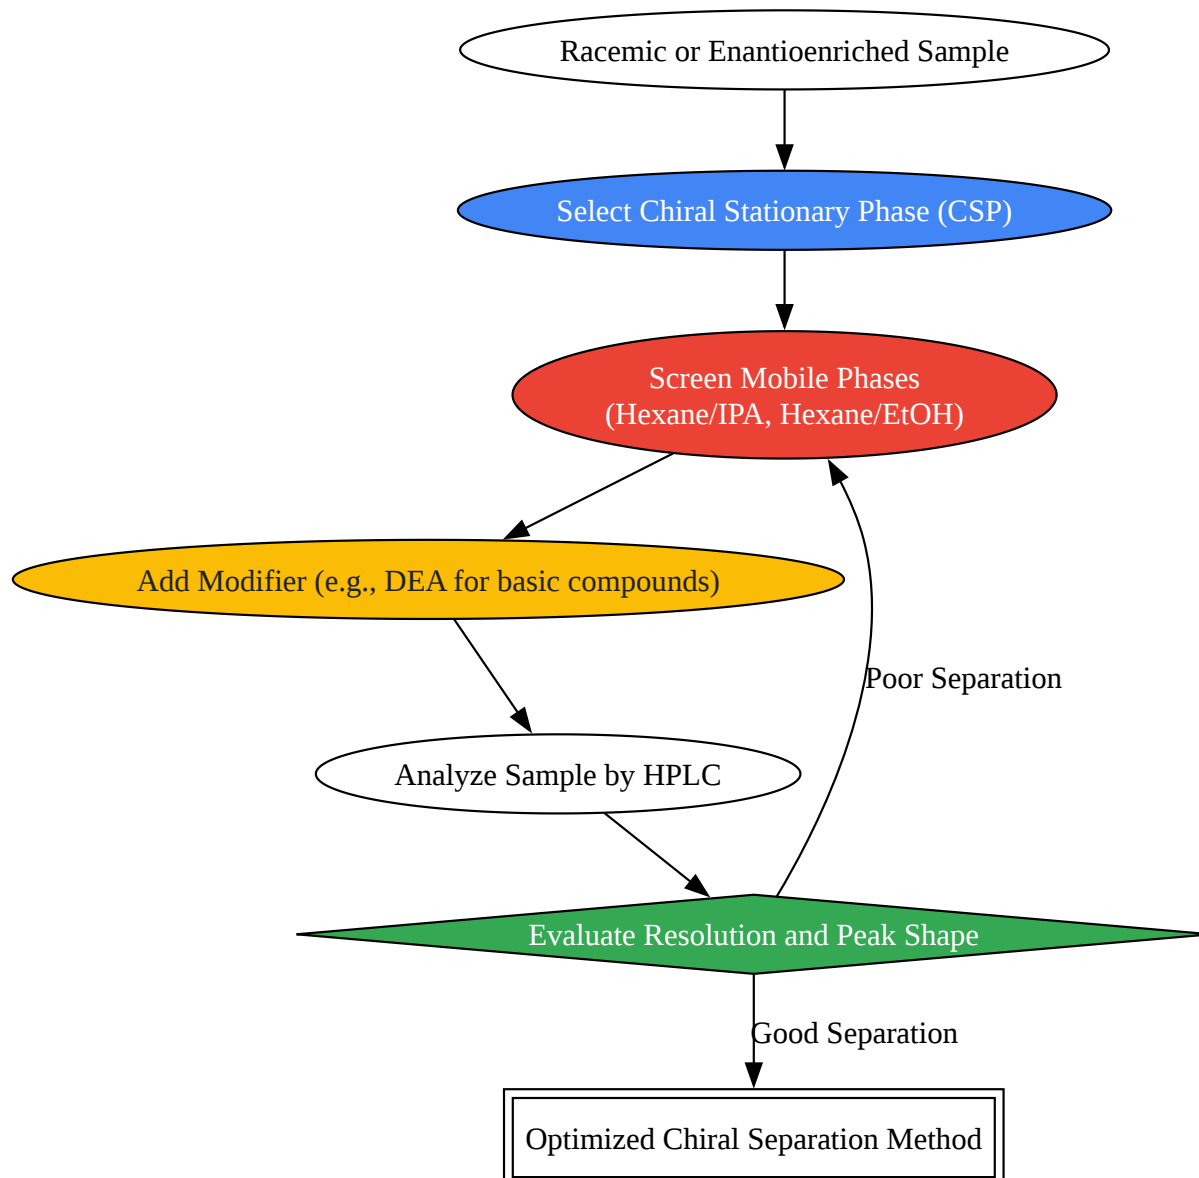 Racemic or Enantioenriched Sample
Select Chiral Stationary Phase (CSP)
Screen Mobile Phases
(Hexane/IPA, Hexane/EtOH)
Add Modifier (e.g., DEA for basic compounds)
Poor Separation
Analyze Sample by HPLC
Evaluate Resolution and Peak Shape
Good Separation
Optimized Chiral Separation Method